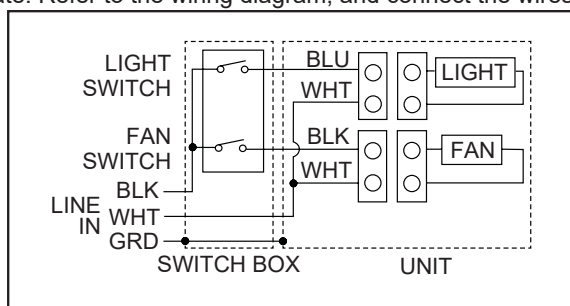 Refer to the wiring diagram, and connect the wires
LIGHT
SWITCH
BLU
WHT
LIGHT
FAN
SWITCH
BLK
WHT
FAN
LINE
IN
BLK
WHT
GRD
SWITCH BOX
UNIT